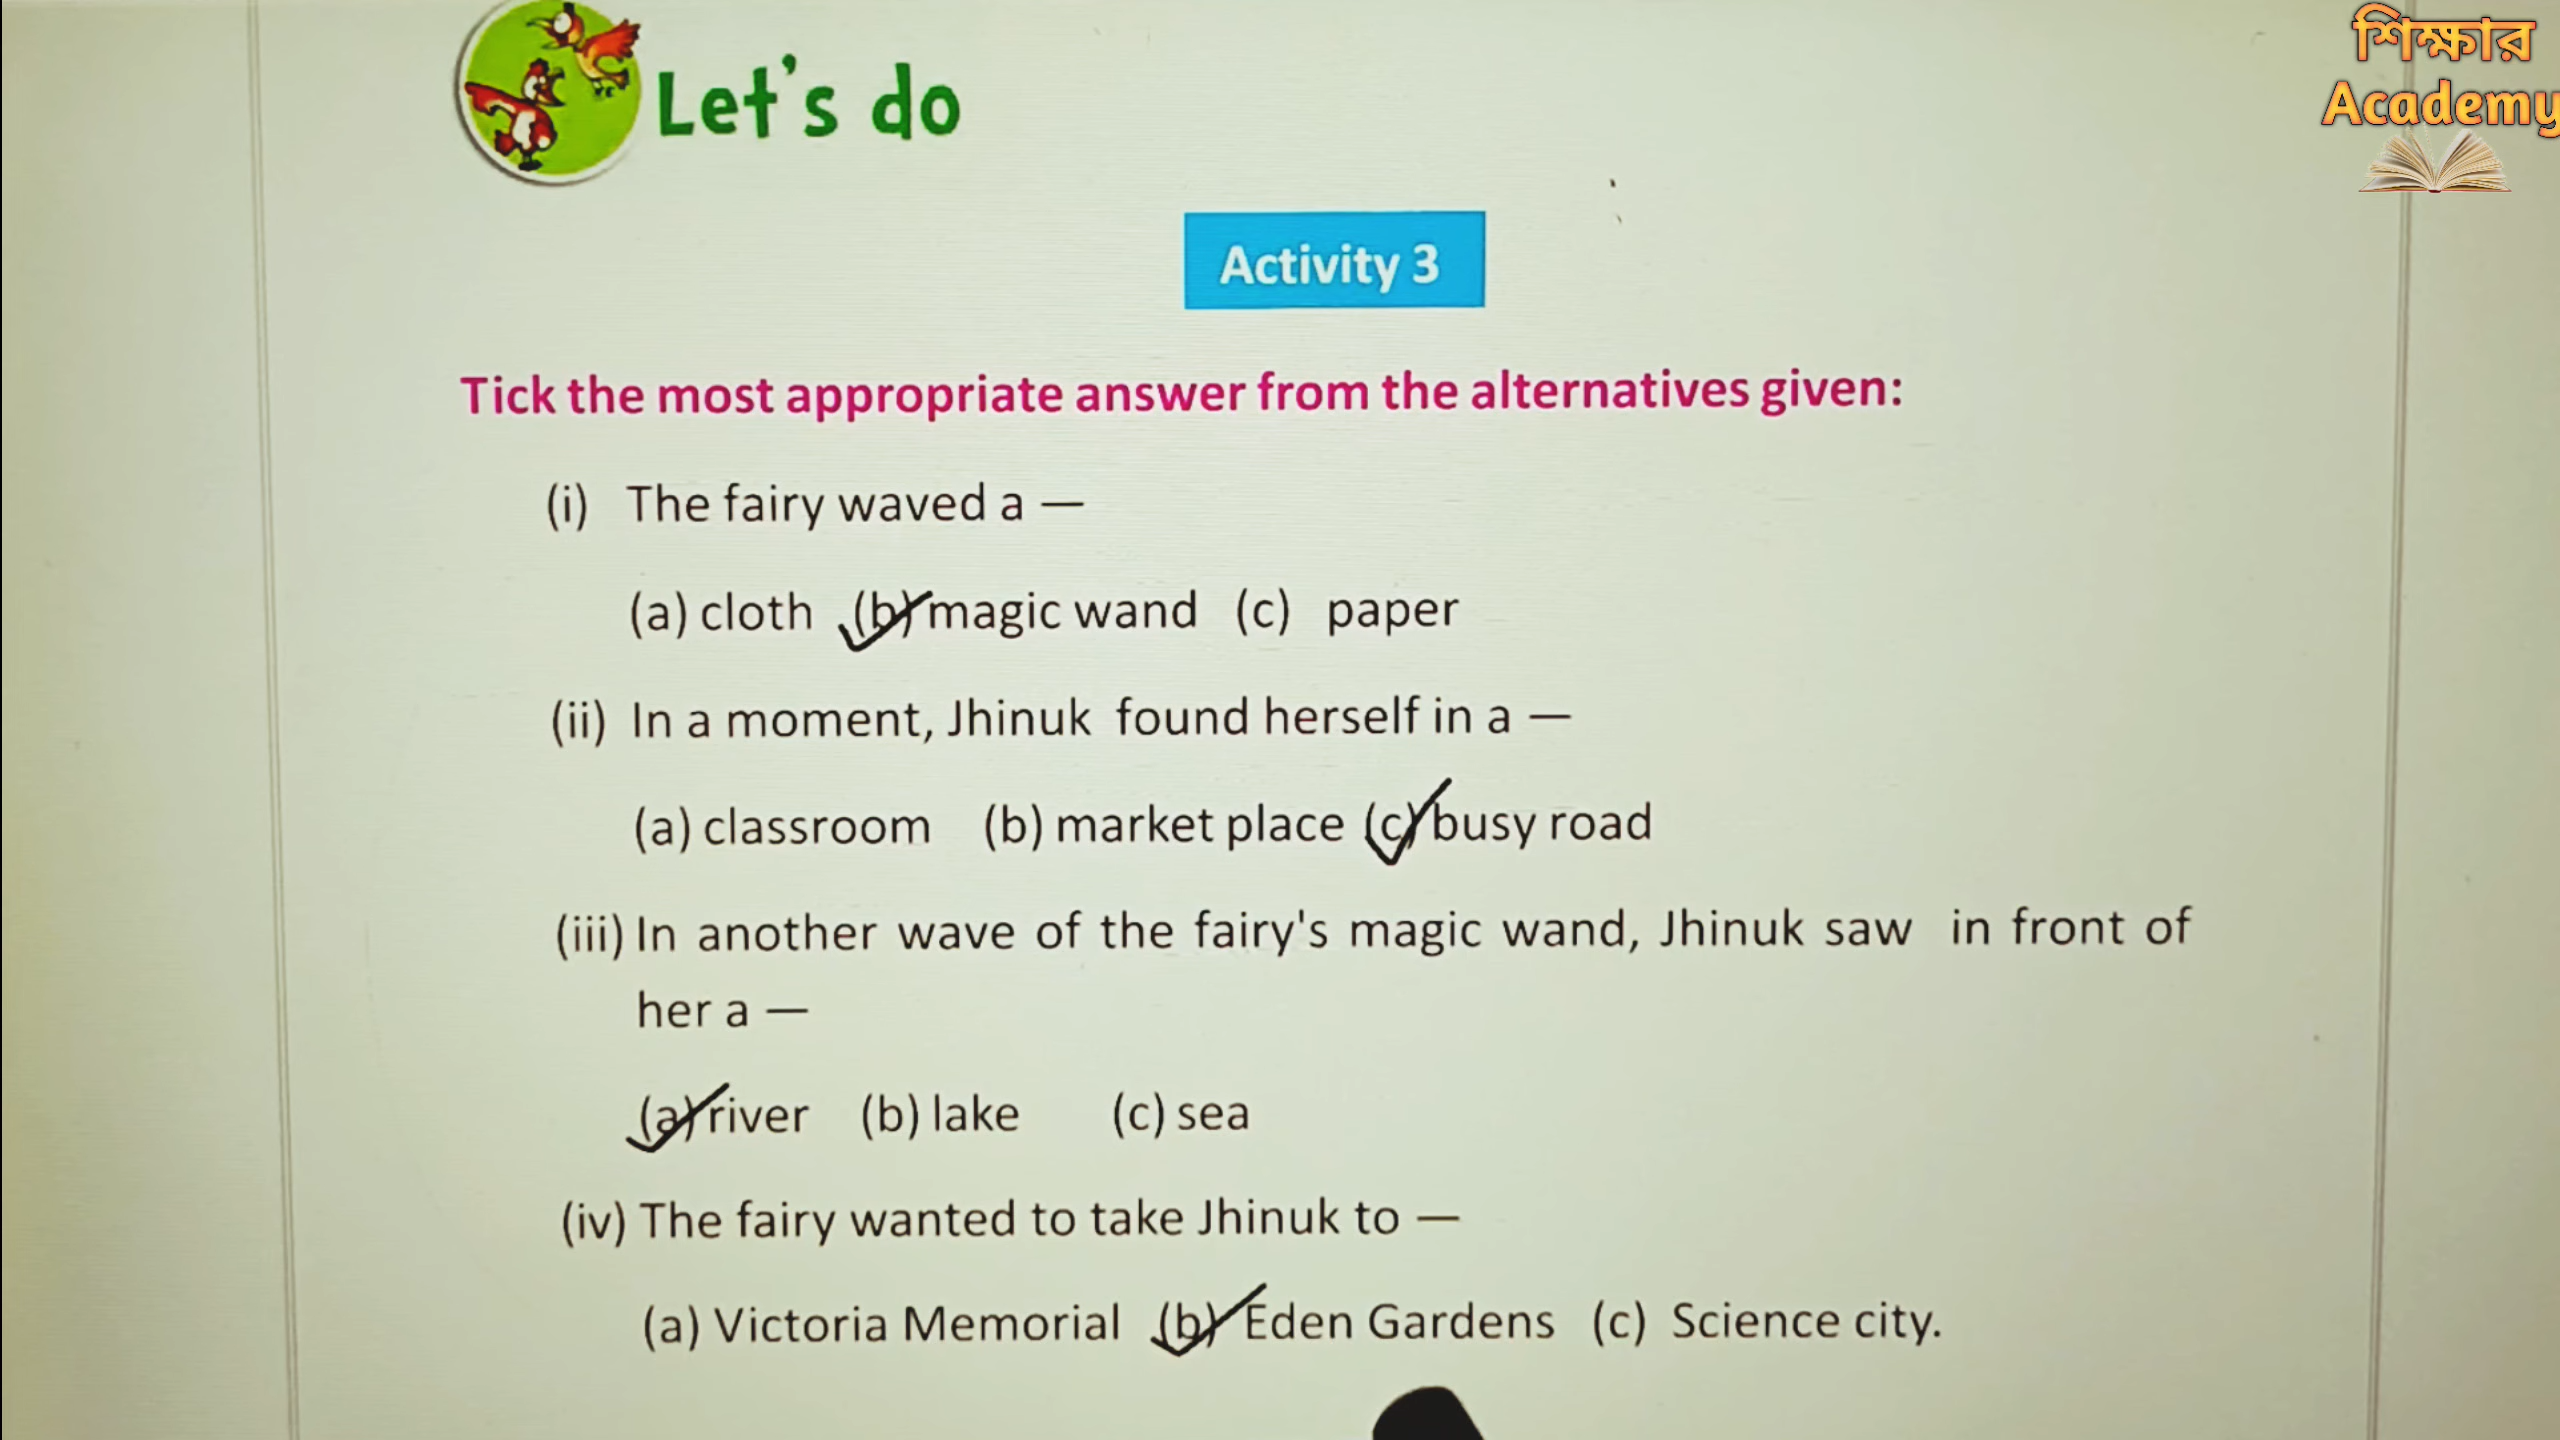 শিক্ষার
Academy
Let's do
Activity 3
Tick the most appropriate answer from the alternatives given:
(i) The fairy waved a —
(a) cloth (b) magic wand (c) paper
(ii) In a moment, Jhinuk found herself in a —
(a) classroom (b) market place (c) busy road
(iii) In another wave of the fairy's magic wand, Jhinuk saw in front of
her a —
(a) river (b) lake (c) sea
(iv) The fairy wanted to take Jhinuk to —
(a) Victoria Memorial (b) Eden Gardens (c) Science city.